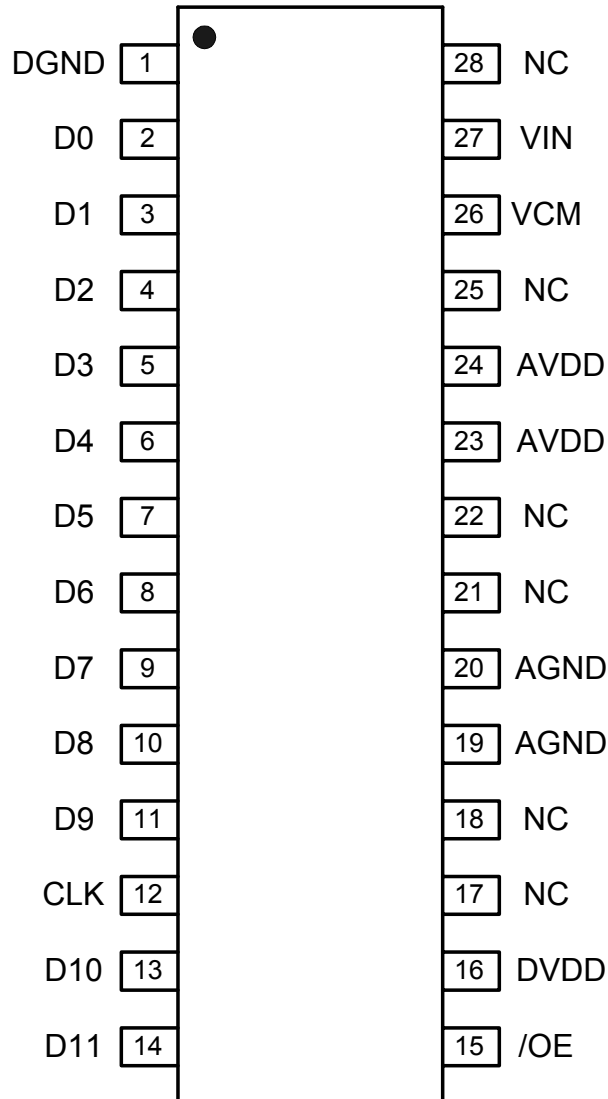 DGND 1 28 NC
D0 2 27 VIN
D1 3 26 VCM
D2 4 25 NC
D3 5 24 AVDD
D4 6 23 AVDD
D5 7 22 NC
D6 8 21 NC
D7 9 20 AGND
D8 10 19 AGND
D9 11 18 NC
CLK 12 17 NC
D10 13 16 DVDD
D11 14 15 /OE